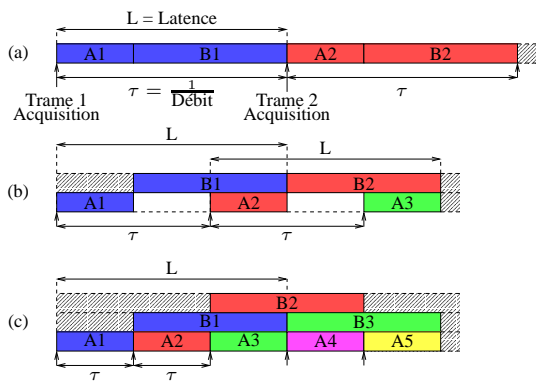 L = Latence
(a) A1 B1 A2 B2
τ = 1/Débit τ
Trame 1 Trame 2
Acquisition Acquisition
L
L
(b) B1 B2
A1 A2 A3
τ τ
L
B2
(c) B1 B3
A1 A2 A3 A4 A5
τ τ